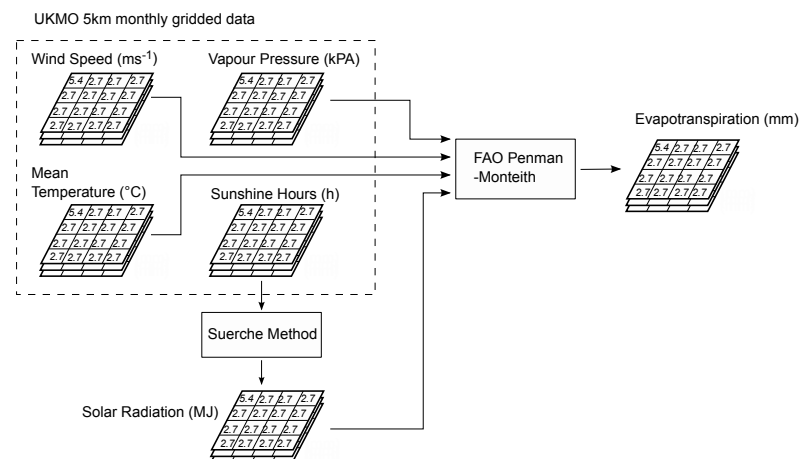 UKMO 5km monthly gridded data
Wind Speed (ms-1)
Vapour Pressure (kPA)
5.4 2.7 2.7 2.7
2.7 2.7 2.7 2.7
2.7 2.7 2.7 2.7
2.7 2.7 2.7 2.7
5.4 2.7 2.7 2.7
2.7 2.7 2.7 2.7
2.7 2.7 2.7 2.7
2.7 2.7 2.7 2.7
Evapotranspiration (mm)
5.4 2.7 2.7 2.7
2.7 2.7 2.7 2.7
2.7 2.7 2.7 2.7
2.7 2.7 2.7 2.7
FAO Penman
-Monteith
Mean
Temperature (°C)
Sunshine Hours (h)
5.4 2.7 2.7 2.7
2.7 2.7 2.7 2.7
2.7 2.7 2.7 2.7
2.7 2.7 2.7 2.7
5.4 2.7 2.7 2.7
2.7 2.7 2.7 2.7
2.7 2.7 2.7 2.7
2.7 2.7 2.7 2.7
Suerche Method
Solar Radiation (MJ)
5.4 2.7 2.7 2.7
2.7 2.7 2.7 2.7
2.7 2.7 2.7 2.7
2.7 2.7 2.7 2.7